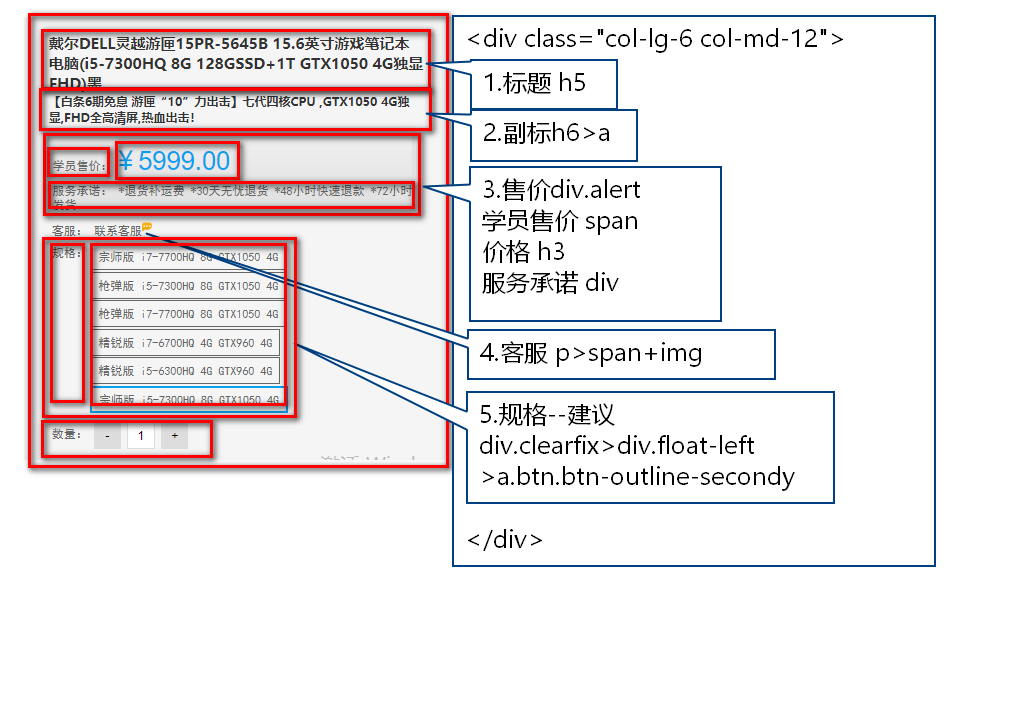 戴尔DELL灵越游匣15PR-5645B 15.6英寸游戏笔记本
电脑(i5-7300HQ 8G 128GSSD+1T GTX1050 4G独显
FHD)黑
【白条6期免息 游匣“10”力出击】七代四核CPU ,GTX1050 4G独
显,FHD全高清屏,热血出击!
学员售价: ¥ 5999.00
服务承诺: *退货补运费 *30天无忧退货 *48小时快速退款 *72小时
发货
客服: 联系客服
规格:
宗师版 i7-7700HQ 8G GTX1050 4G
枪弹版 i5-7300HQ 8G GTX1050 4G
枪弹版 i7-7700HQ 8G GTX1050 4G
精锐版 i7-6700HQ 4G GTX960 4G
精锐版 i5-6300HQ 4G GTX960 4G
宗师版 i5-7300HQ 8G GTX1050 4G
数量: - 1 +
<div class="col-lg-6 col-md-12">
1.标题 h5
2.副标h6>a
3.售价div.alert
学员售价 span
价格 h3
服务承诺 div
4.客服 p>span+img
5.规格--建议
div.clearfix>div.float-left
>a.btn.btn-outline-secondy
</div>